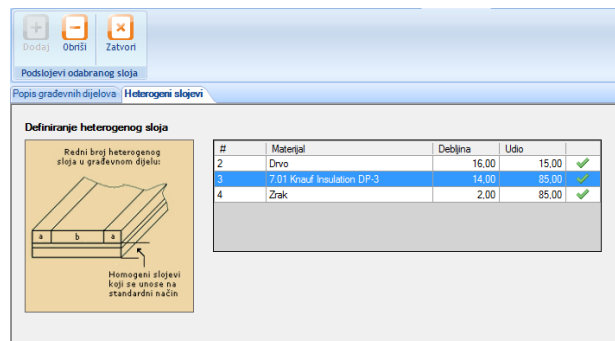 Dodaj Obriši Zatvori
Podslojevi odabranog sloja
Popis građevnih dijelova Heterogeni slojevi
Definiranje heterogenog sloja
Redni broj heterogenog
sloja u građevnom dijelu:
a b a
Homogeni slojevi
koji se unose na
standardni način
# Materijal Debljina Udio
2 Drvo 16,00 15,00
3 7.01 Knauf Insulation DP-3 14,00 85,00
4 Zrak 2,00 85,00